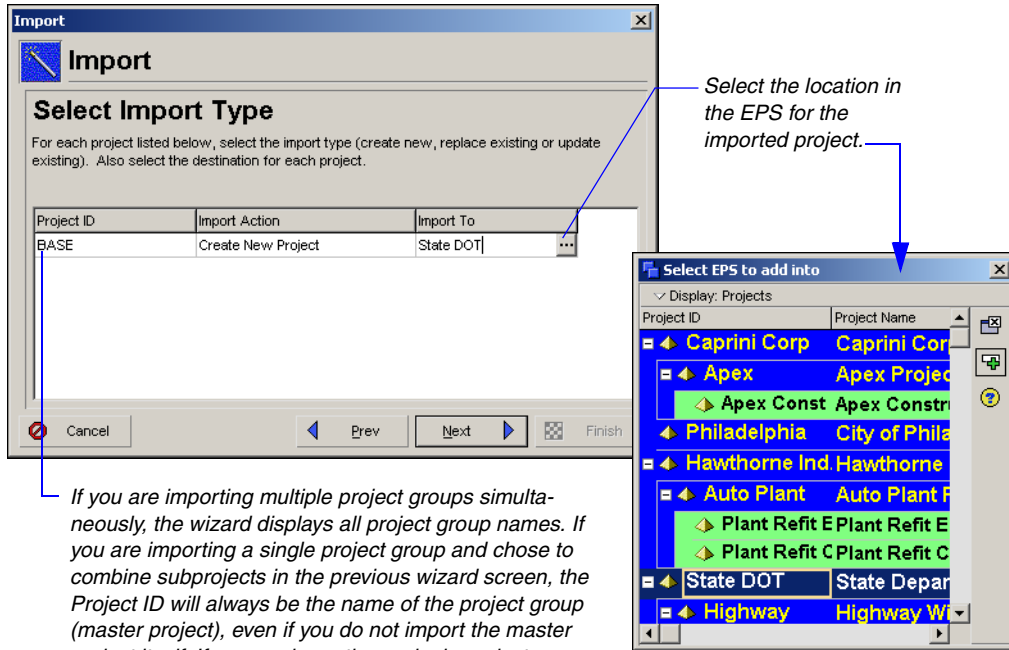 Import
Import
Select Import Type
For each project listed below, select the import type (create new, replace existing or update
existing). Also select the destination for each project.
Project ID Import Action Import To
BASE Create New Project State DOT ...
Cancel Prev Next Finish
Select the location in
the EPS for the
imported project.
Select EPS to add into
Display: Projects
Project ID Project Name
Caprini Corp Caprini Cor
Apex Apex Projec
Apex Const Apex Constr
Philadelphia City of Phila
Hawthorne Ind. Hawthorne
Auto Plant Auto Plant
Plant Refit E Plant Refit E
Plant Refit C Plant Refit C
State DOT State Depar
Highway Highway Wi
If you are importing multiple project groups simulta-
neously, the wizard displays all project group names. If
you are importing a single project group and chose to
combine subprojects in the previous wizard screen, the
Project ID will always be the name of the project group
(master project), even if you do not import the master